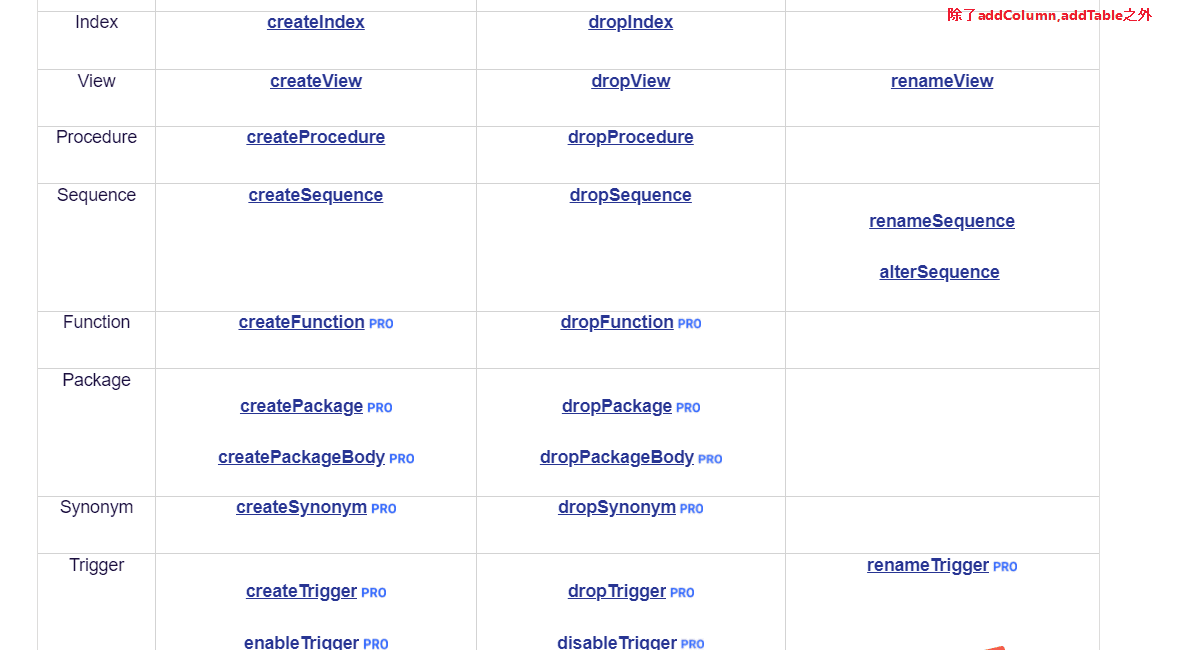 除了addColumn,addTable之外
Index createIndex dropIndex
View createView dropView renameView
Procedure createProcedure dropProcedure
Sequence createSequence dropSequence
renameSequence
alterSequence
Function createFunction PRO dropFunction PRO
Package
createPackage PRO dropPackage PRO
createPackageBody PRO dropPackageBody PRO
Synonym createSynonym PRO dropSynonym PRO
Trigger renameTrigger PRO
createTrigger PRO dropTrigger PRO
enableTrigger PRO disableTrigger PRO